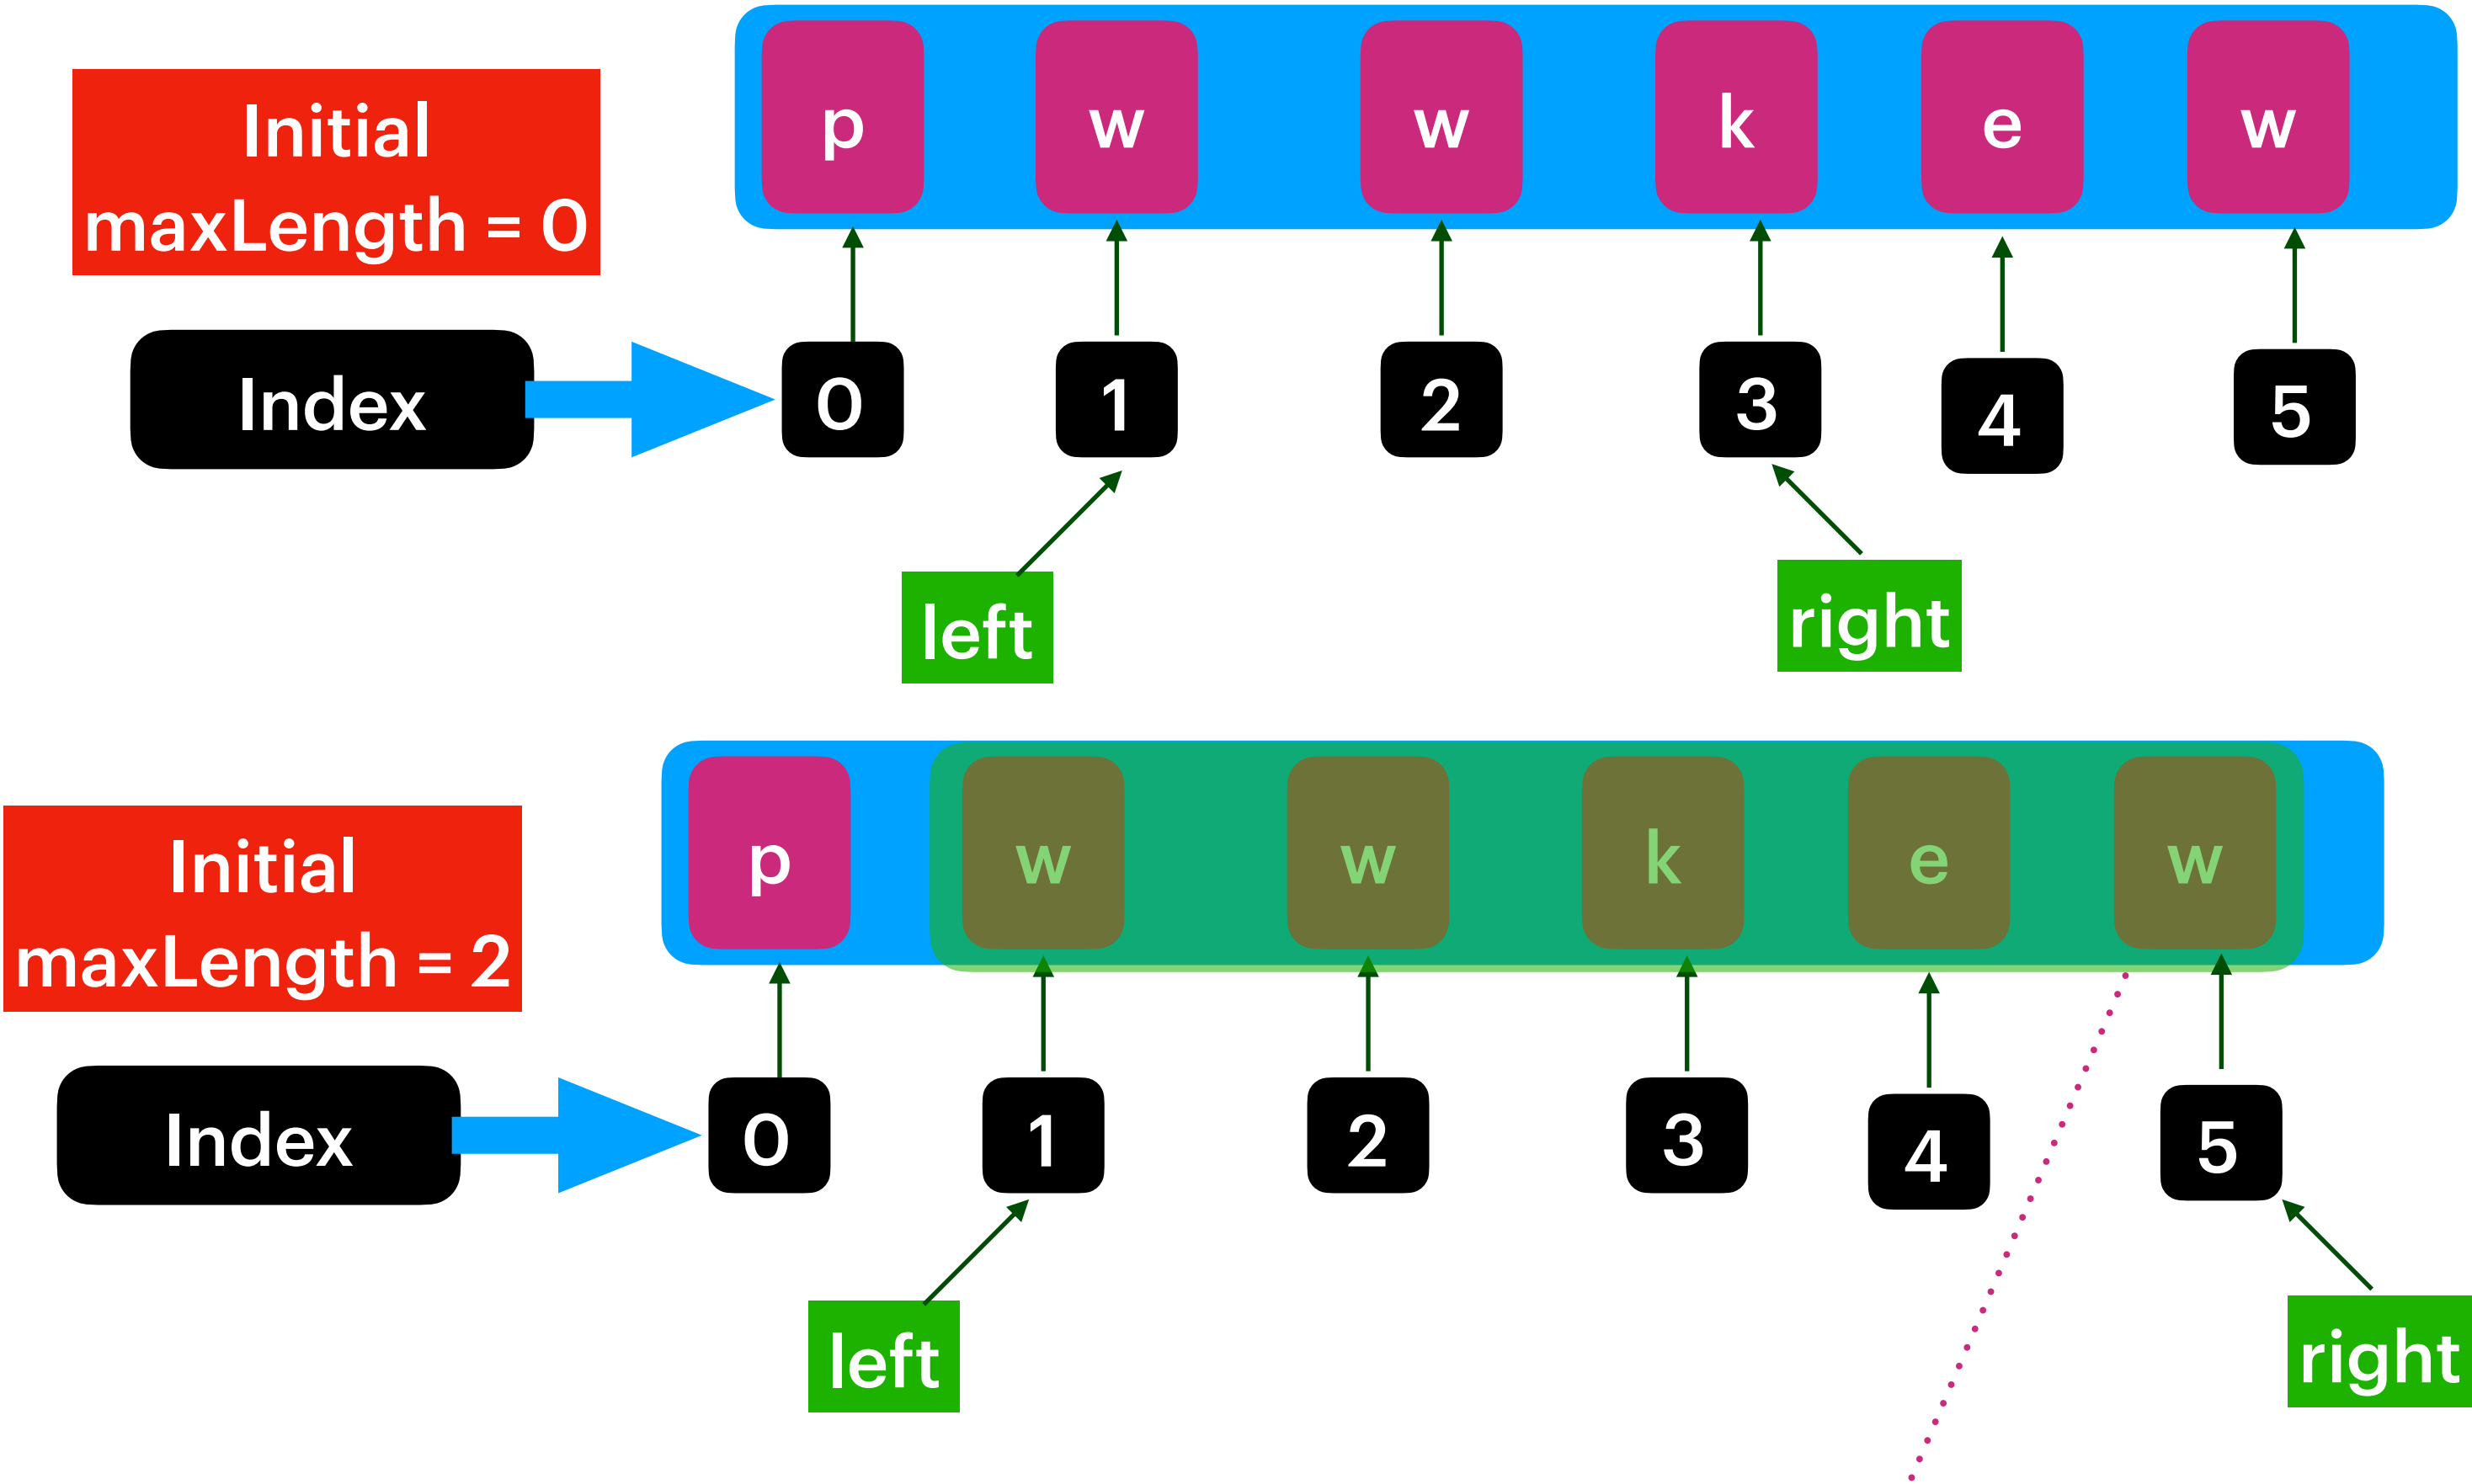 p w w k e w
Initial
maxLength = 0
Index
0 1 2 3 4 5
left
right
p w w k e w
Initial
maxLength = 2
Index
0 1 2 3 4 5
left
right